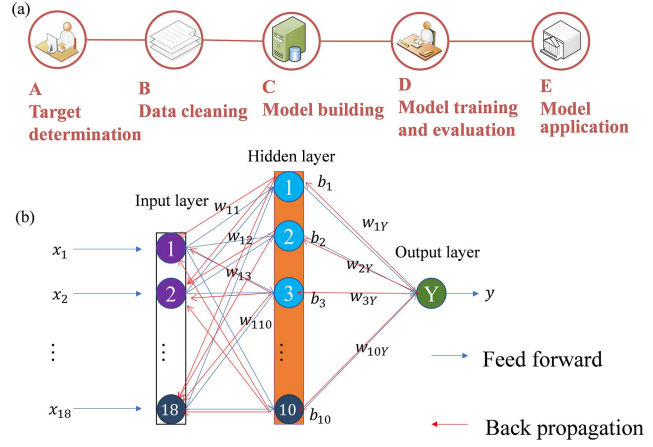 (a)
A
Target
determination
B
Data cleaning
C
Model building
D
Model training
and evaluation
E
Model
application
(b)
Input layer
Hidden layer
Output layer
x₁
x₂
⋮
x₁₈
1
2
⋮
18
w₁₁
w₁₂
w₁₃
w₁₁₀
1
2
3
⋮
10
b₁
b₂
b₃
b₁₀
w₁Y
w₂Y
w₃Y
w₁₀Y
Y
y
Feed forward
Back propagation